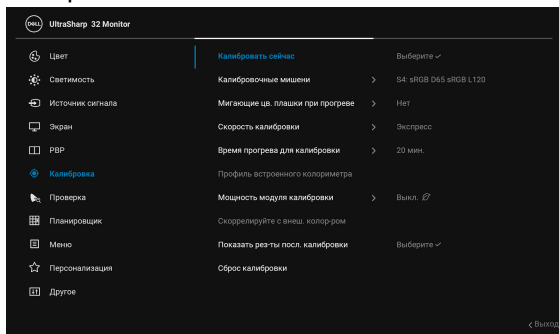 DELL UltraSharp 32 Monitor
Цвет
Светимость
Источник сигнала
Экран
PBP
Калибровка
Проверка
Планировщик
Меню
Персонализация
Другое
Калибровать сейчас Выберите
Калибровочные мишени S4: sRGB D65 sRGB L120
Мигающие цв. плашки при прогреве Нет
Скорость калибровки Экспресс
Время прогрева для калибровки 20 мин.
Профиль встроенного колориметра
Мощность модуля калибровки Выкл.
Скоррелируйте с внеш. колор-ром
Показать рез-ты посл. калибровки Выберите
Сброс калибровки
Выход